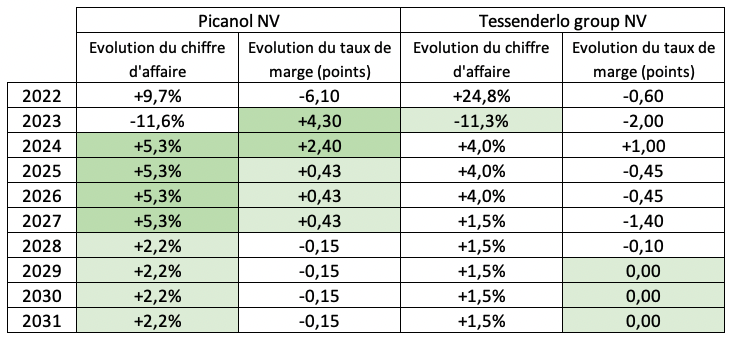 Picanol NV Tessenderlo group NV
Evolution du chiffre d'affaire Evolution du taux de marge (points) Evolution du chiffre d'affaire Evolution du taux de marge (points)
2022 +9,7% -6,10 +24,8% -0,60
2023 -11,6% +4,30 -11,3% -2,00
2024 +5,3% +2,40 +4,0% +1,00
2025 +5,3% +0,43 +4,0% -0,45
2026 +5,3% +0,43 +4,0% -0,45
2027 +5,3% +0,43 +1,5% -1,40
2028 +2,2% -0,15 +1,5% -0,10
2029 +2,2% -0,15 +1,5% 0,00
2030 +2,2% -0,15 +1,5% 0,00
2031 +2,2% -0,15 +1,5% 0,00